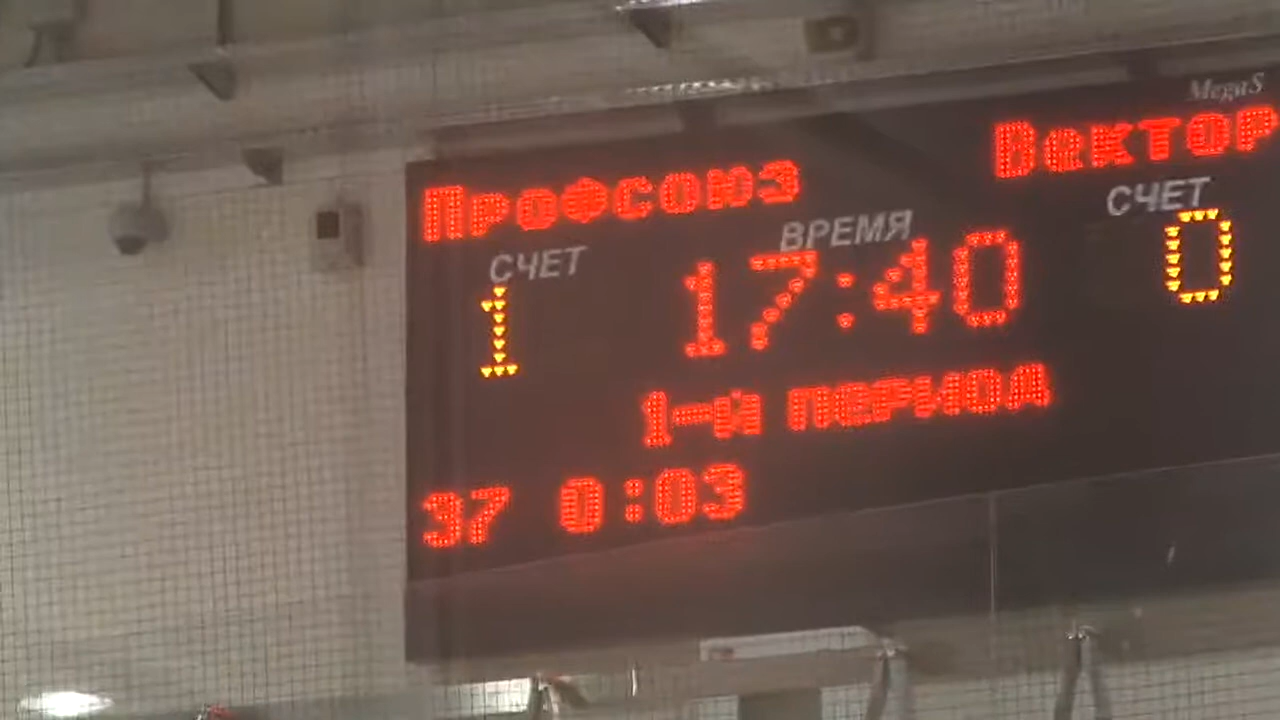 MegaS
Профсоюз Вектор
СЧЕТ ВРЕМЯ СЧЕТ
1 17:40 0
1-й период
37 0:03